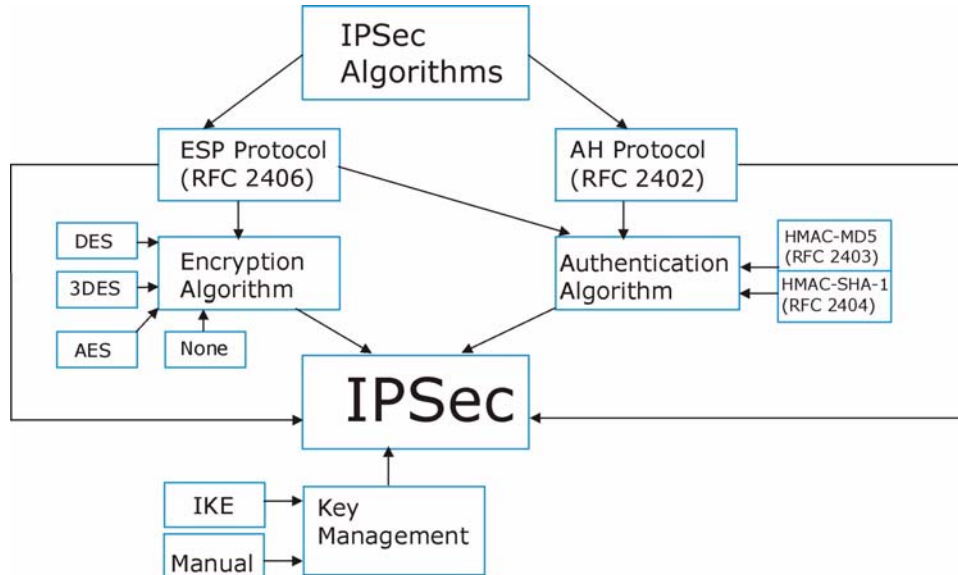 IPSec
Algorithms
ESP Protocol
(RFC 2406)
AH Protocol
(RFC 2402)
DES
3DES
AES
None
Encryption
Algorithm
Authentication
Algorithm
HMAC-MD5
(RFC 2403)
HMAC-SHA-1
(RFC 2404)
IPSec
IKE
Manual
Key
Management